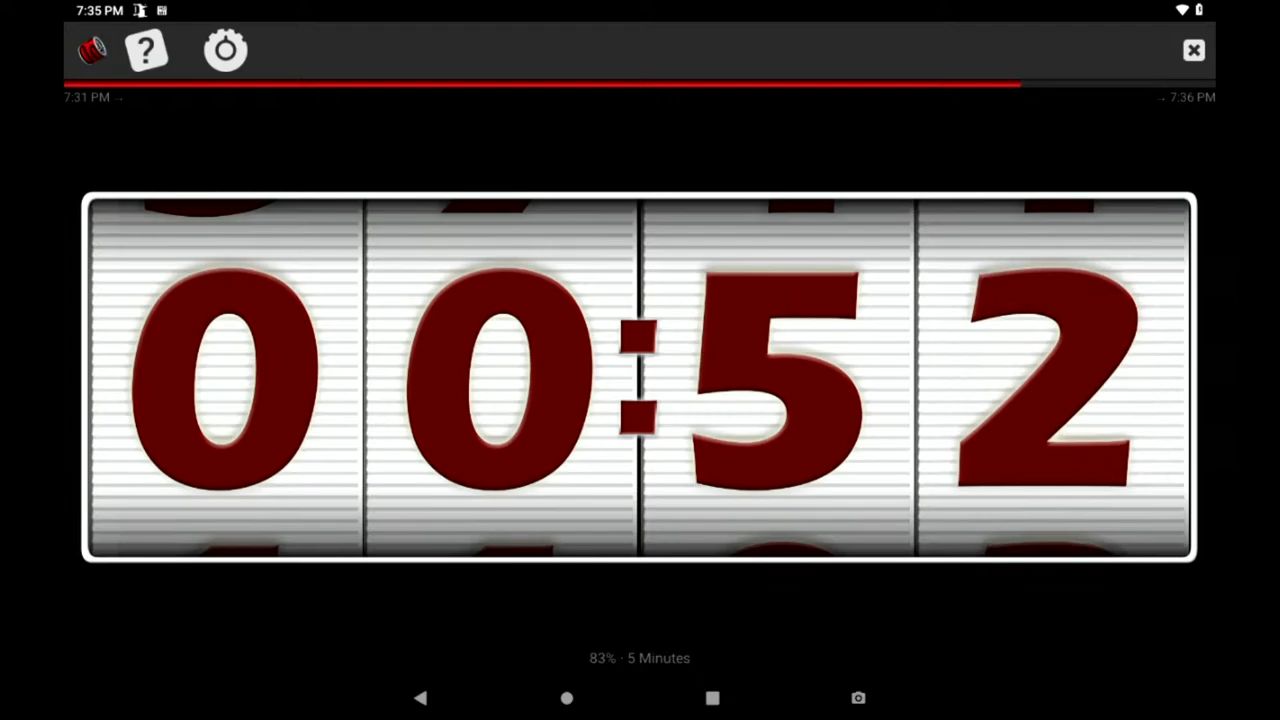 7:35 PM
?
7:31 PM → → 7:36 PM
00:52
83% · 5 Minutes